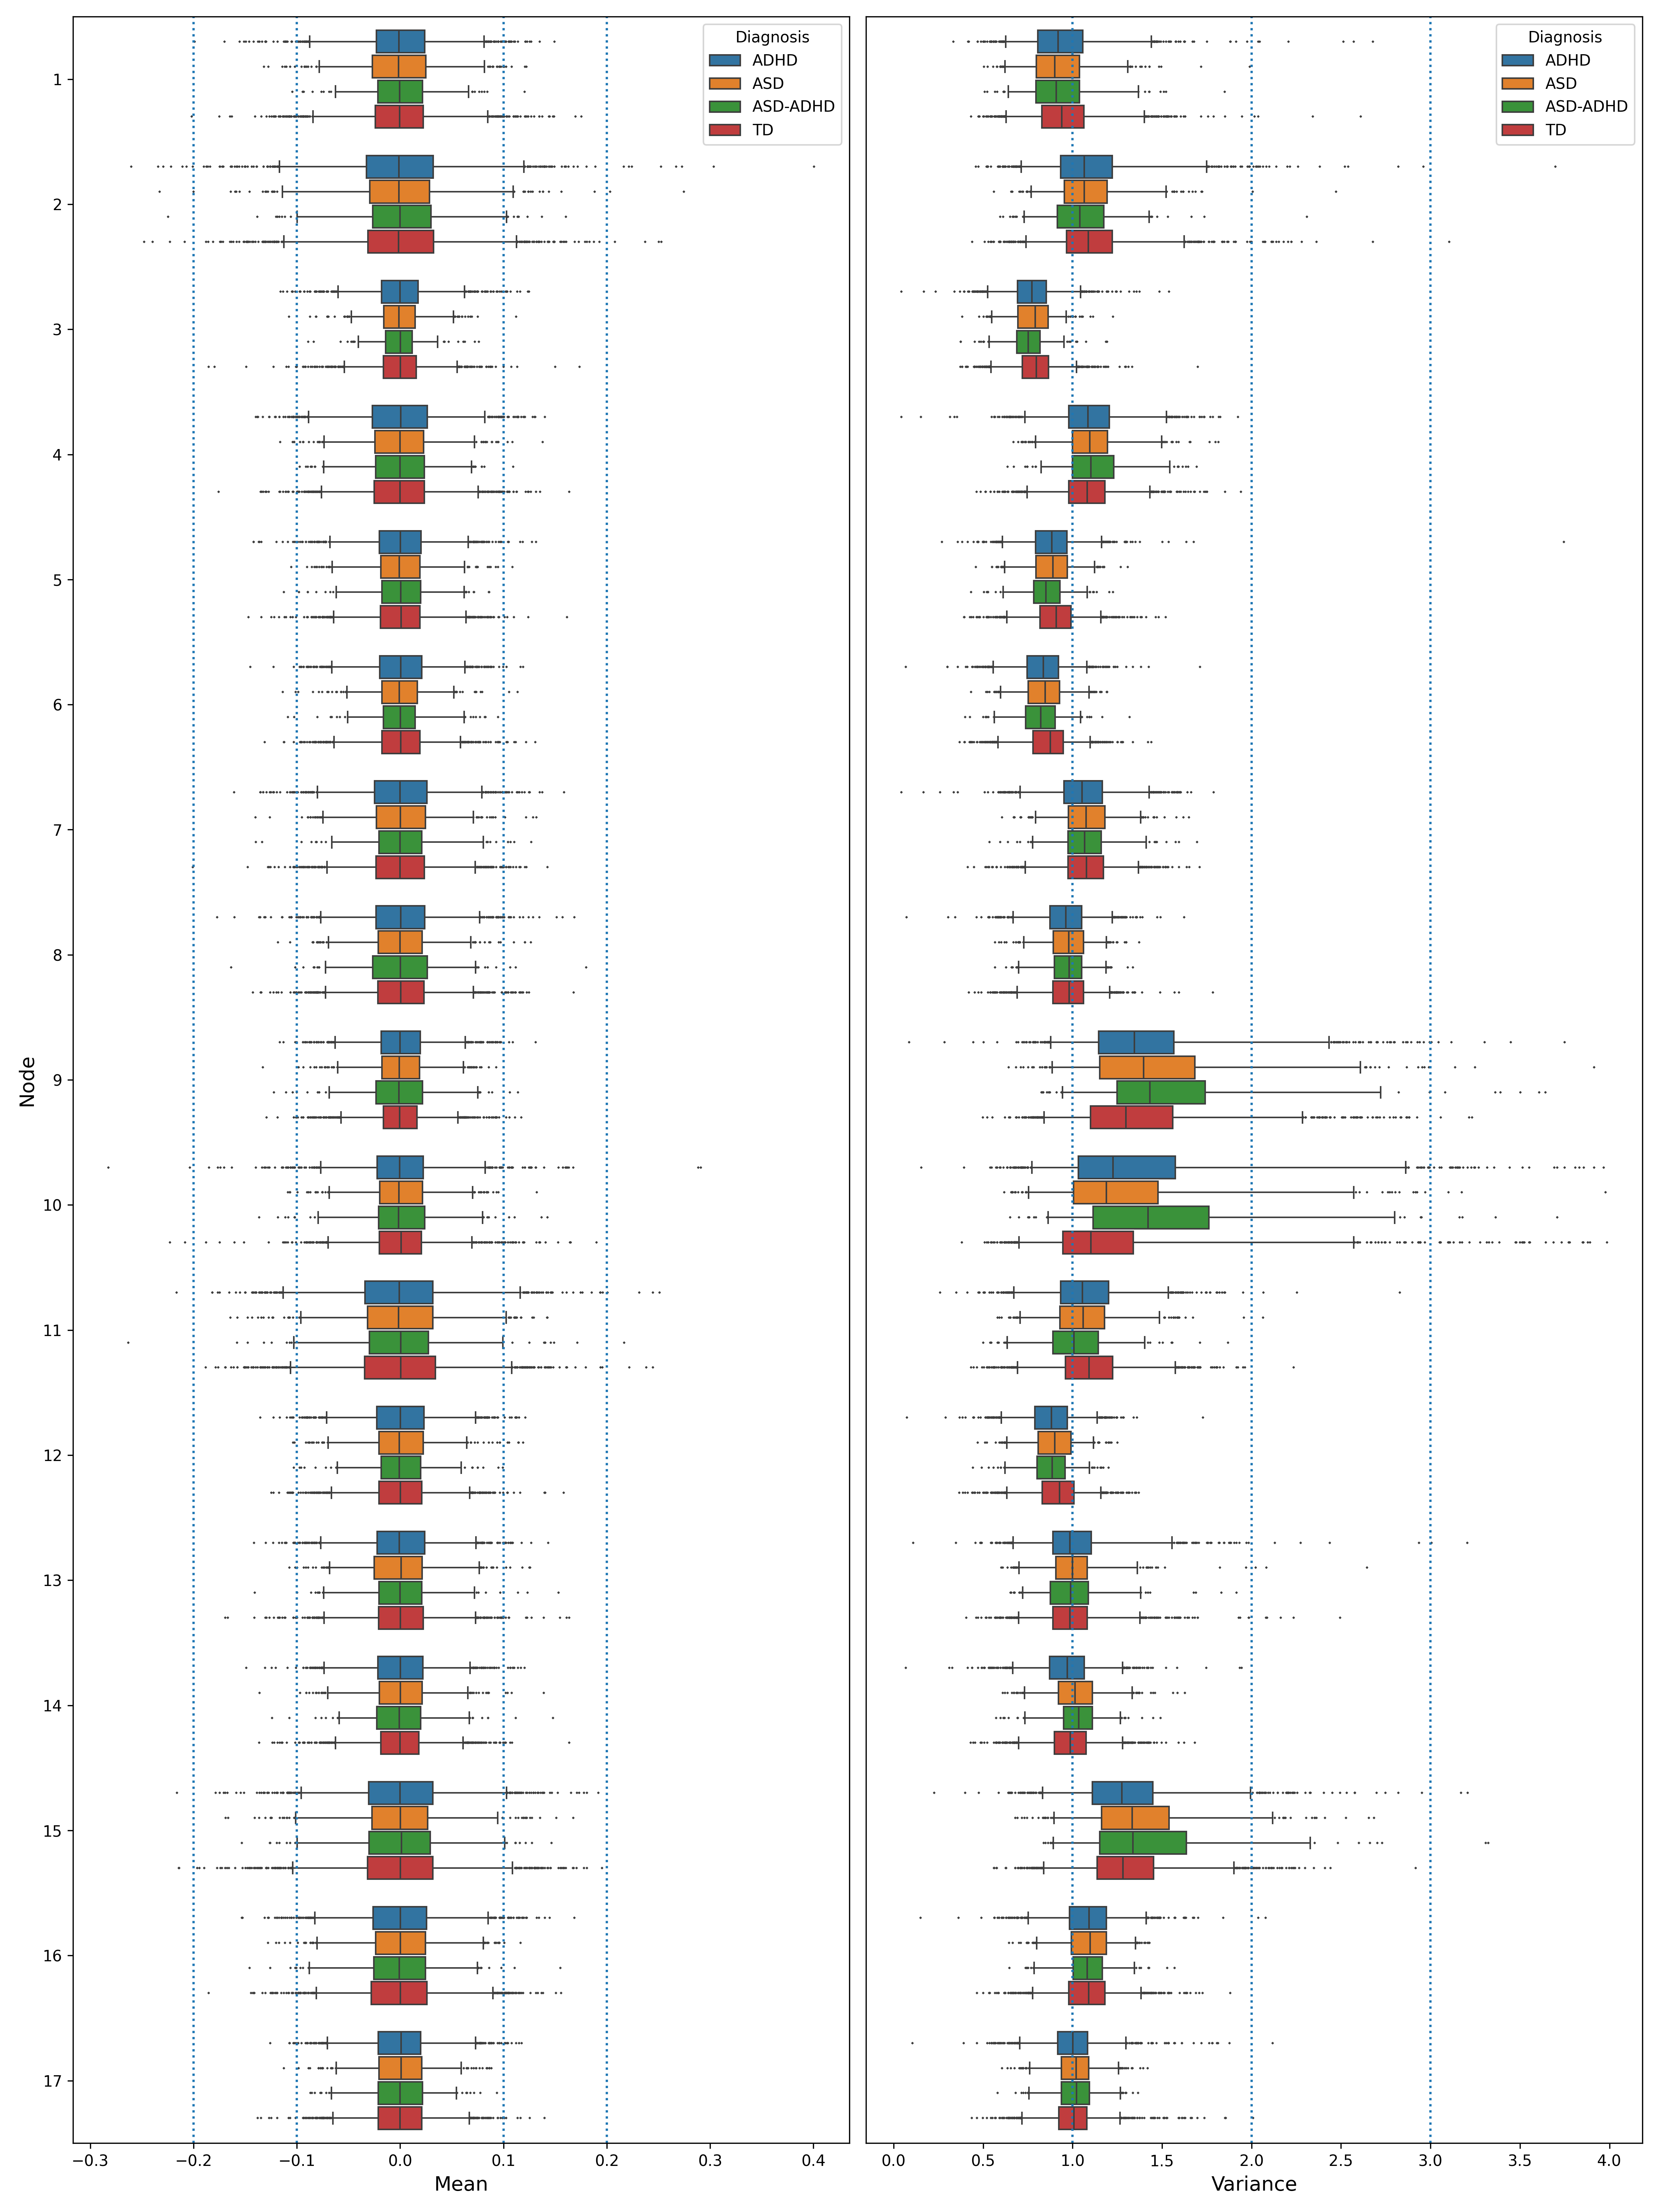 Diagnosis
ADHD
ASD
ASD-ADHD
TD
Diagnosis
ADHD
ASD
ASD-ADHD
TD
Node
1
2
3
4
5
6
7
8
9
10
11
12
13
14
15
16
17
−0.3 −0.2 −0.1 0.0 0.1 0.2 0.3 0.4
Mean
0.0 0.5 1.0 1.5 2.0 2.5 3.0 3.5 4.0
Variance